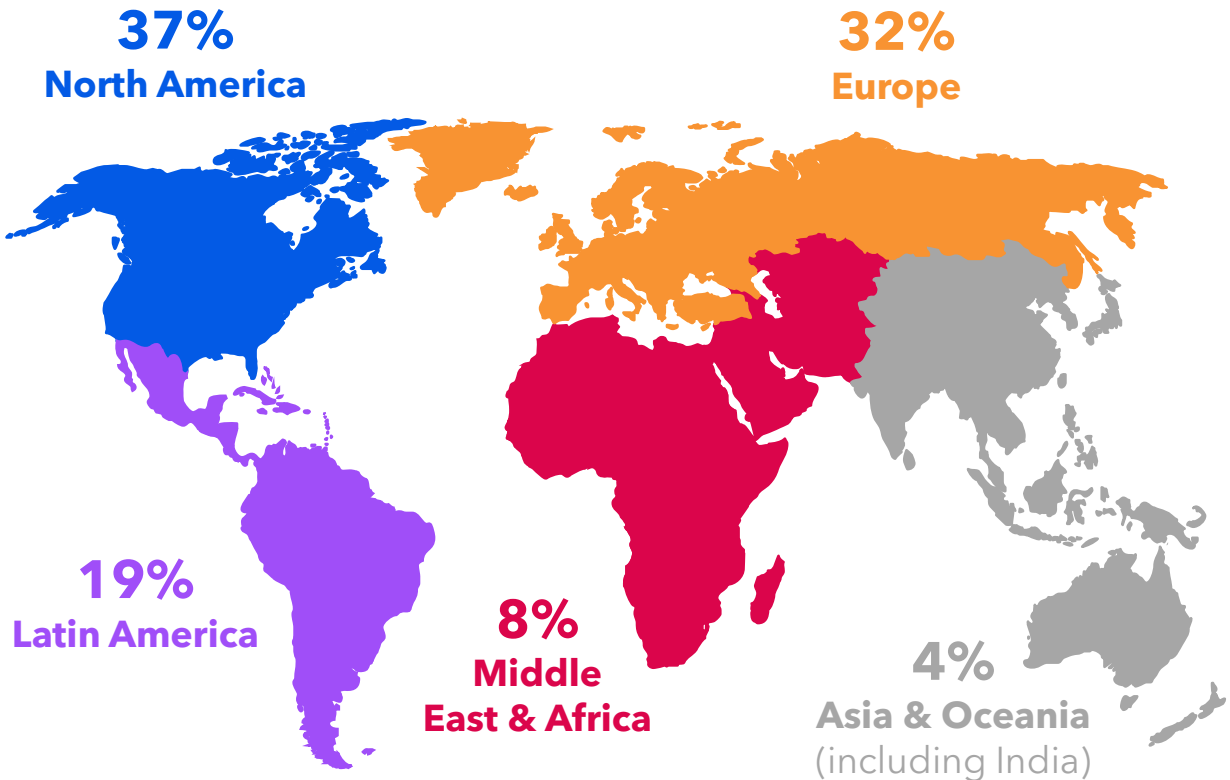 37%
North America
32%
Europe
19%
Latin America
8%
Middle
East & Africa
4%
Asia & Oceania
(including India)